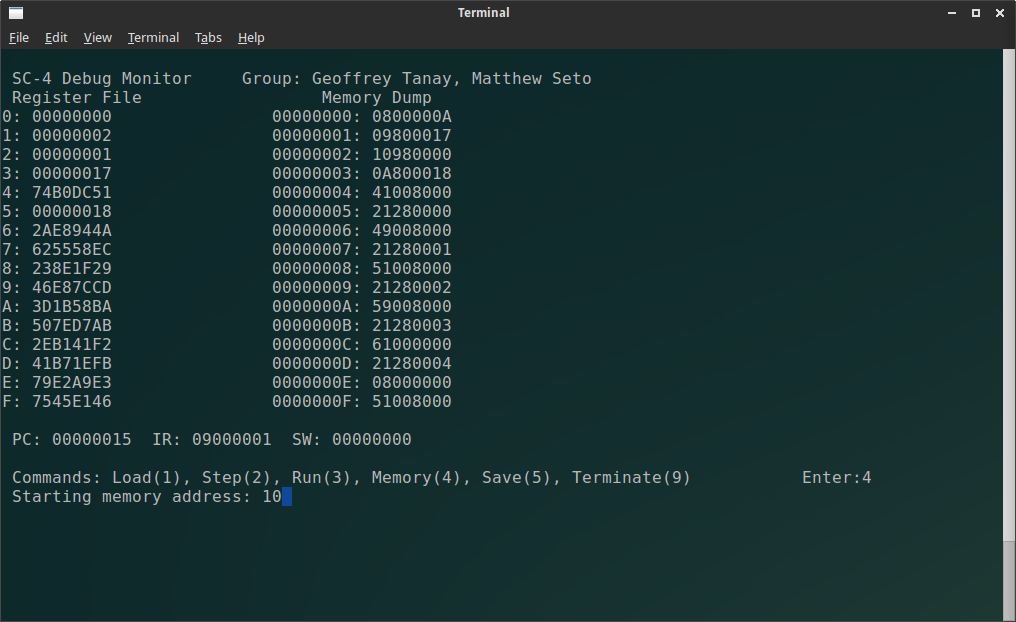 Terminal
File Edit View Terminal Tabs Help
SC-4 Debug Monitor Group: Geoffrey Tanay, Matthew Seto
Register File Memory Dump
0: 00000000 00000000: 0800000A
1: 00000002 00000001: 09800017
2: 00000001 00000002: 10980000
3: 00000017 00000003: 0A800018
4: 74B0DC51 00000004: 41008000
5: 00000018 00000005: 21280000
6: 2AE8944A 00000006: 49008000
7: 625558EC 00000007: 21280001
8: 238E1F29 00000008: 51008000
9: 46E87CCD 00000009: 21280002
A: 3D1B58BA 0000000A: 59008000
B: 507ED7AB 0000000B: 21280003
C: 2EB141F2 0000000C: 61000000
D: 41B71EFB 0000000D: 21280004
E: 79E2A9E3 0000000E: 08000000
F: 7545E146 0000000F: 51008000
PC: 00000015 IR: 09000001 SW: 00000000
Commands: Load(1), Step(2), Run(3), Memory(4), Save(5), Terminate(9) Enter:4
Starting memory address: 10